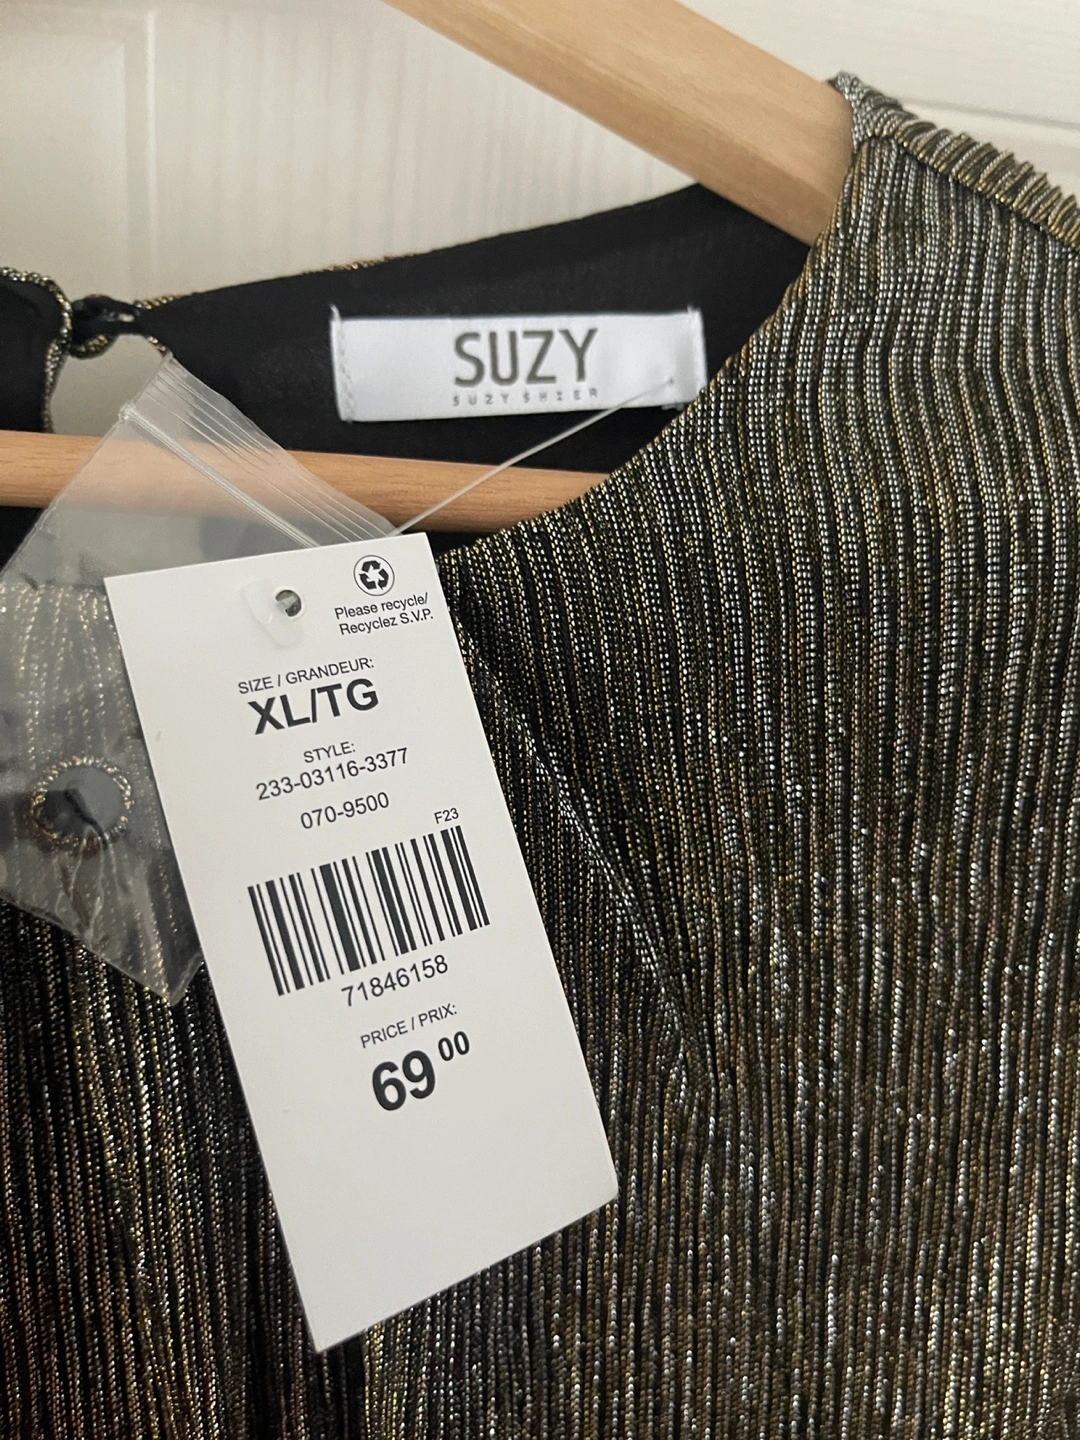 SUZY
SUZY SHIER
Please recycle/
Recyclez S.V.P.
SIZE / GRANDEUR:
XL/TG
STYLE:
233-03116-3377
070-9500
F23
71846158
PRICE / PRIX:
69 00